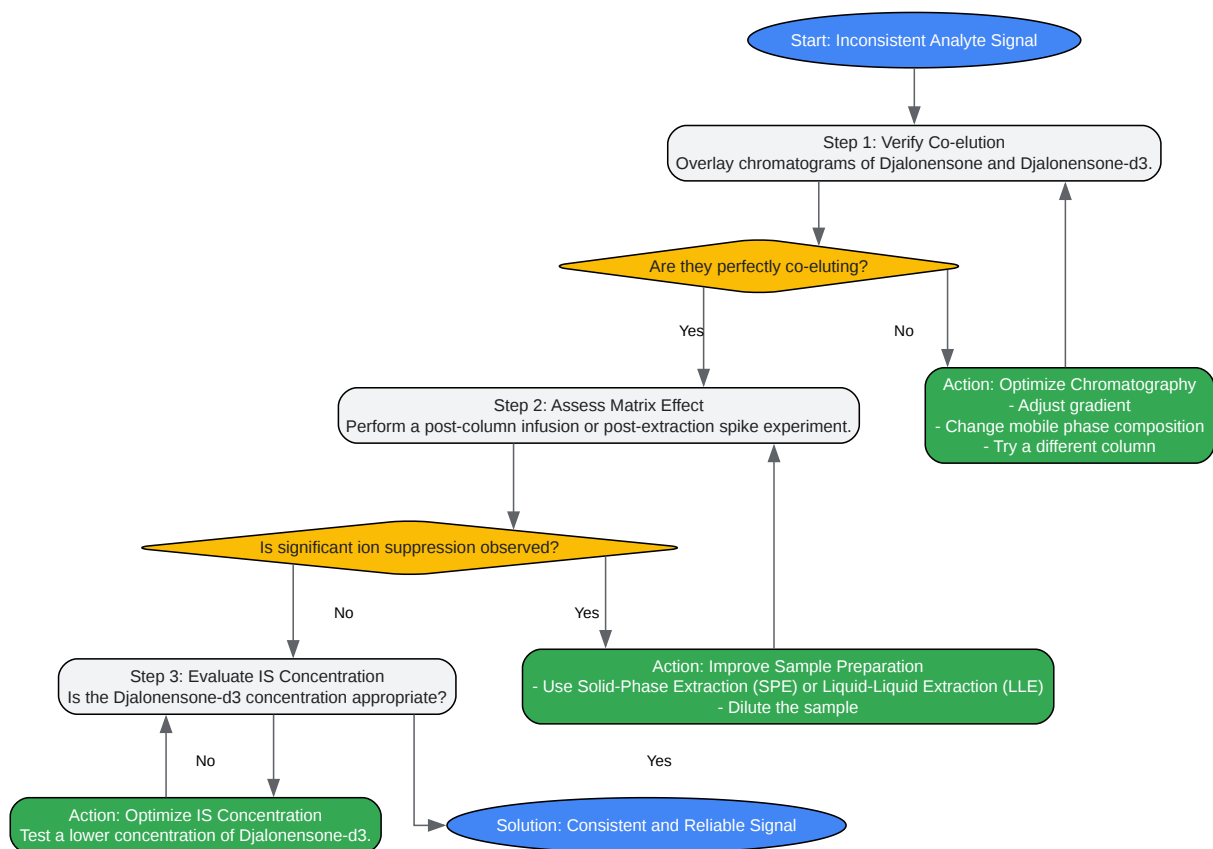 Start: Inconsistent Analyte Signal
Step 1: Verify Co-elution
Overlay chromatograms of Djalonensone and Djalonensone-d3.
Are they perfectly co-eluting?
Yes
No
Action: Optimize Chromatography
- Adjust gradient
- Change mobile phase composition
- Try a different column
Step 2: Assess Matrix Effect
Perform a post-column infusion or post-extraction spike experiment.
Is significant ion suppression observed?
No
Yes
Step 3: Evaluate IS Concentration
Is the Djalonensone-d3 concentration appropriate?
Action: Improve Sample Preparation
- Use Solid-Phase Extraction (SPE) or Liquid-Liquid Extraction (LLE)
- Dilute the sample
No
Yes
Action: Optimize IS Concentration
Test a lower concentration of Djalonensone-d3.
Solution: Consistent and Reliable Signal